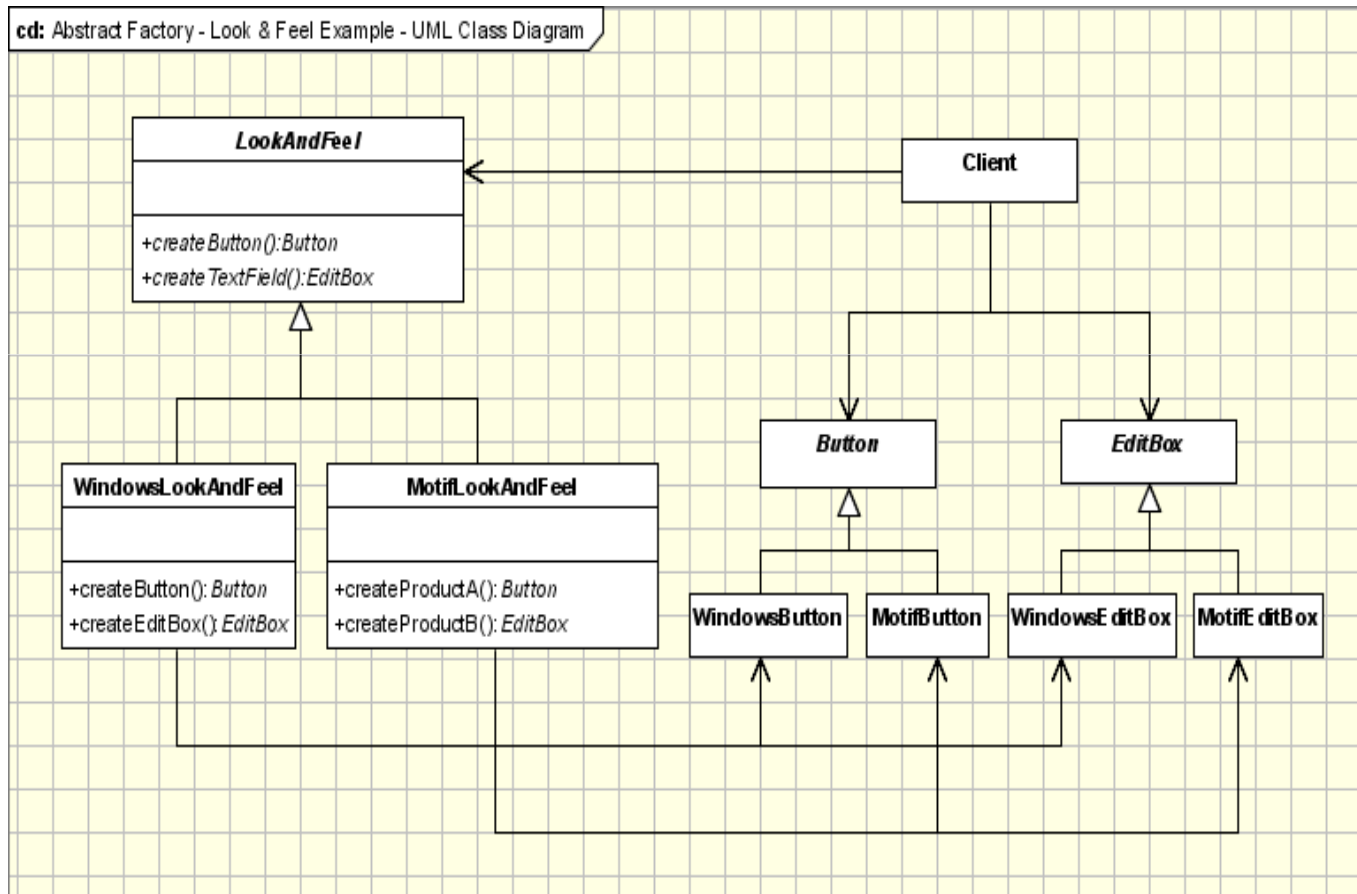 cd: Abstract Factory - Look & Feel Example - UML Class Diagram
LookAndFeel
+createButton():Button
+createTextField():EditBox
Client
Button
EditBox
WindowsLookAndFeel
+createButton(): Button
+createEditBox(): EditBox
MotifLookAndFeel
+createProductA(): Button
+createProductB(): EditBox
WindowsButton
MotifButton
WindowsEditBox
MotifEditBox